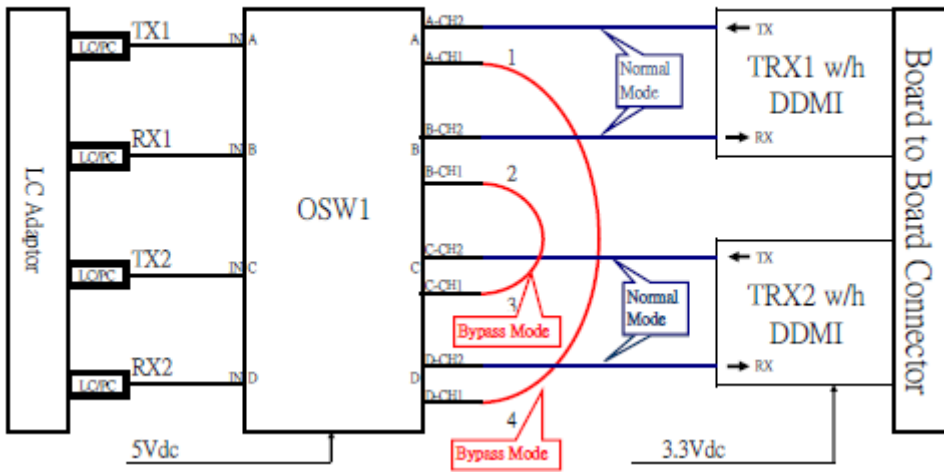 LC Adaptor
LC/PC
TX1
LC/PC
RX1
LC/PC
TX2
LC/PC
RX2
IN A
IN B
IN C
IN D
OSW1
A
A-CH2
A-CH1
B-CH2
B
B-CH1
C-CH2
C
C-CH1
D-CH2
D
D-CH1
1
2
3
4
Normal
Mode
Bypass Mode
Normal
Mode
Bypass Mode
TX
TRX1 w/h
DDMI
RX
TX
TRX2 w/h
DDMI
RX
Board to Board Connector
5Vdc
3.3Vdc